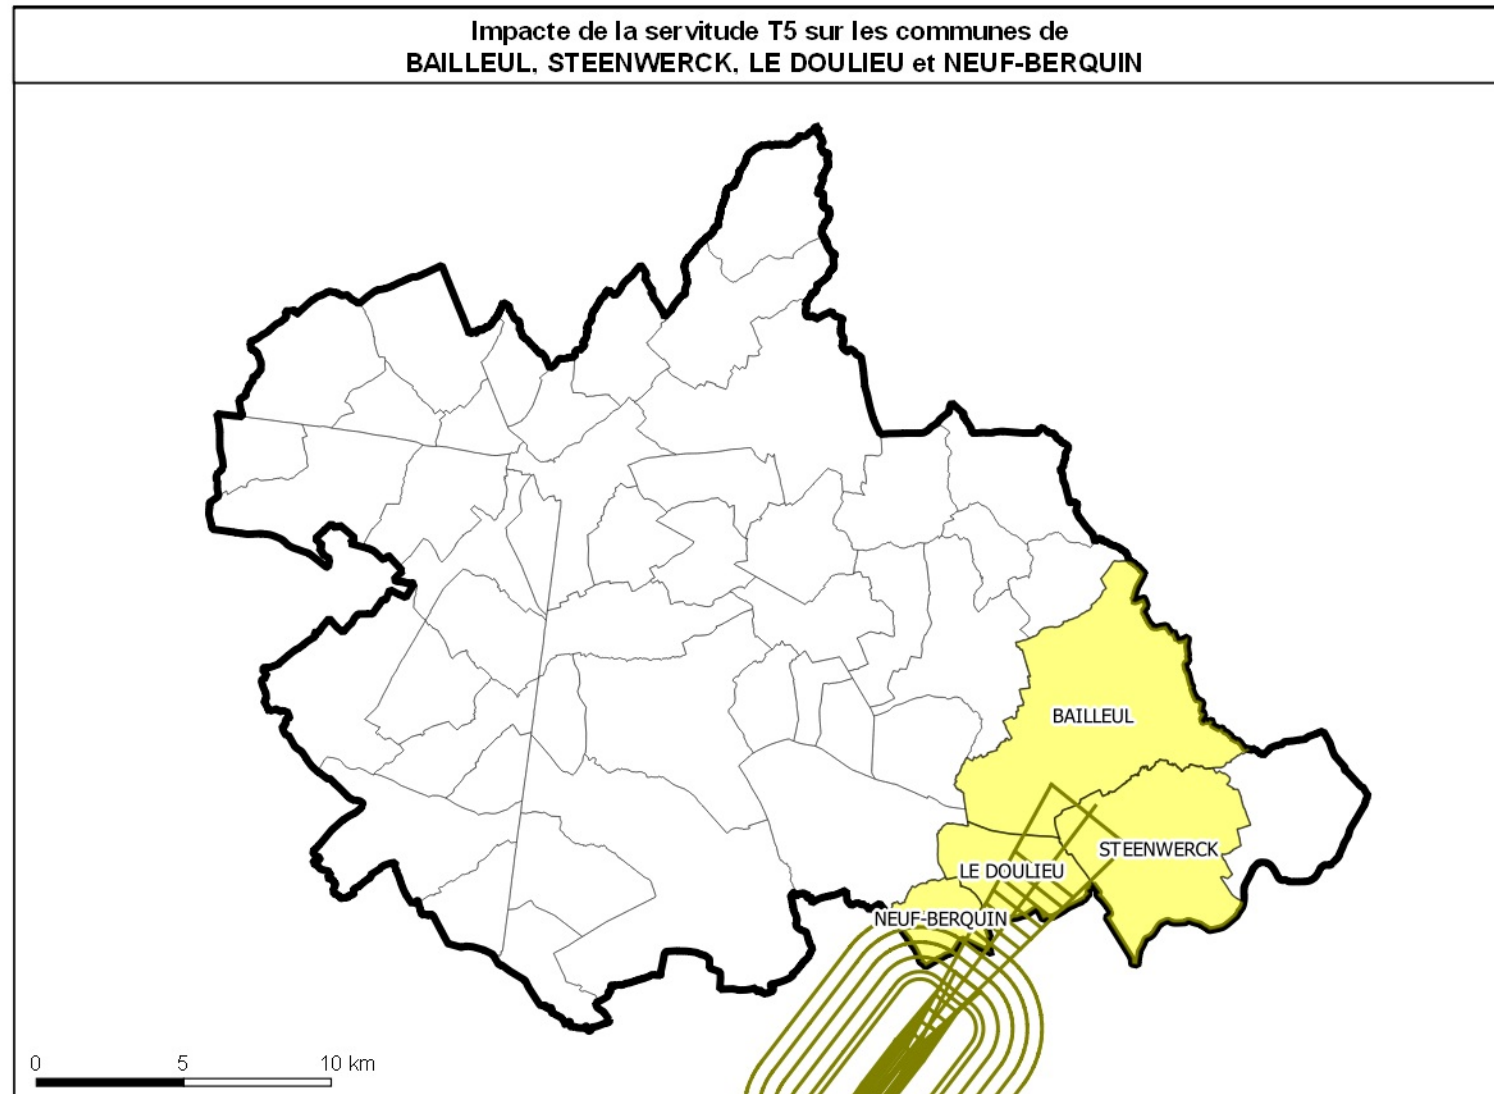 Impacte de la servitude T5 sur les communes de
BAILLEUL, STEENWERCK, LE DOULIEU et NEUF-BERQUIN
BAILLEUL
STEENWERCK
LE DOULIEU
NEUF-BERQUIN
0 5 10 km